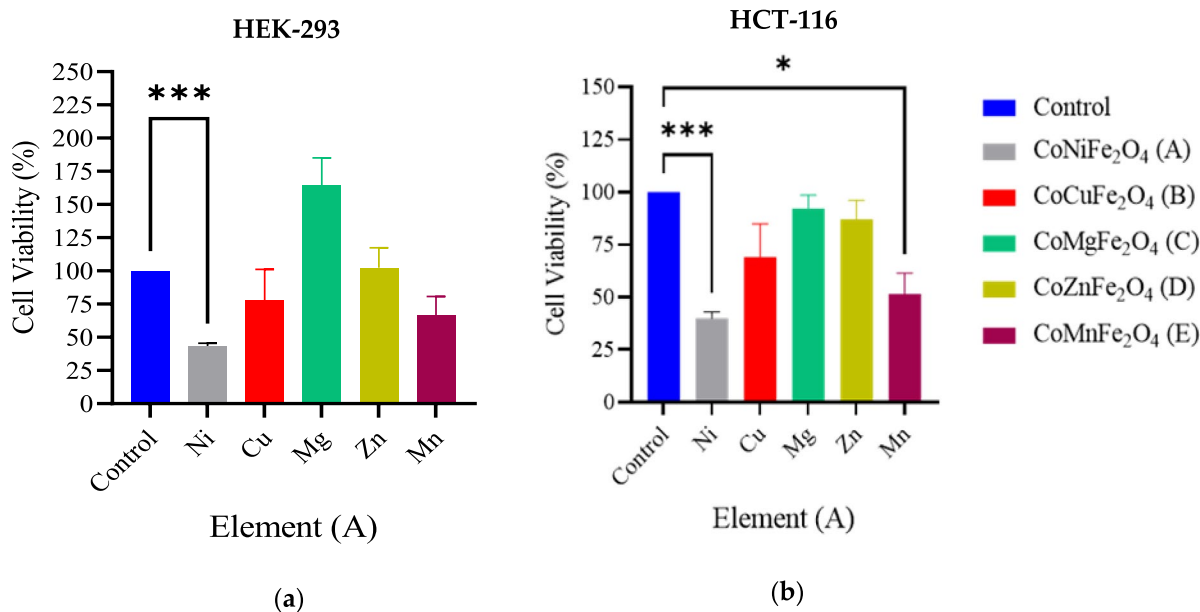 HEK-293
250
225
200
175
150
125
100
75
50
25
0
Cell Viability (%)
***
Control
Ni
Cu
Mg
Zn
Mn
Element (A)
(a)
HCT-116
150
125
100
75
50
25
0
Cell Viability (%)
*
***
Control
Ni
Cu
Mg
Zn
Mn
Element (A)
(b)
Control
CoNiFe₂O₄ (A)
CoCuFe₂O₄ (B)
CoMgFe₂O₄ (C)
CoZnFe₂O₄ (D)
CoMnFe₂O₄ (E)